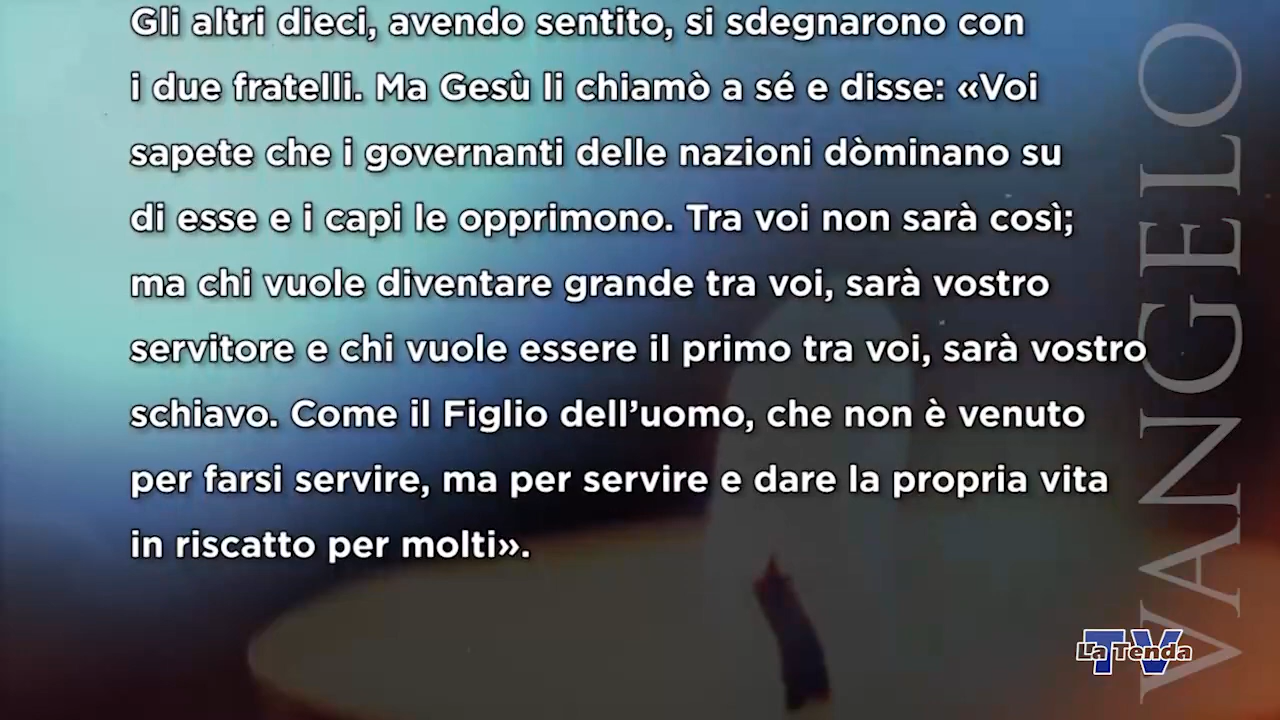 Gli altri dieci, avendo sentito, si sdegnarono con
i due fratelli. Ma Gesù li chiamò a sé e disse: «Voi
sapete che i governanti delle nazioni dòminano su
di esse e i capi le opprimono. Tra voi non sarà così;
ma chi vuole diventare grande tra voi, sarà vostro
servitore e chi vuole essere il primo tra voi, sarà vostro
schiavo. Come il Figlio dell’uomo, che non è venuto
per farsi servire, ma per servire e dare la propria vita
in riscatto per molti».
VANGELO
TV
La Tenda